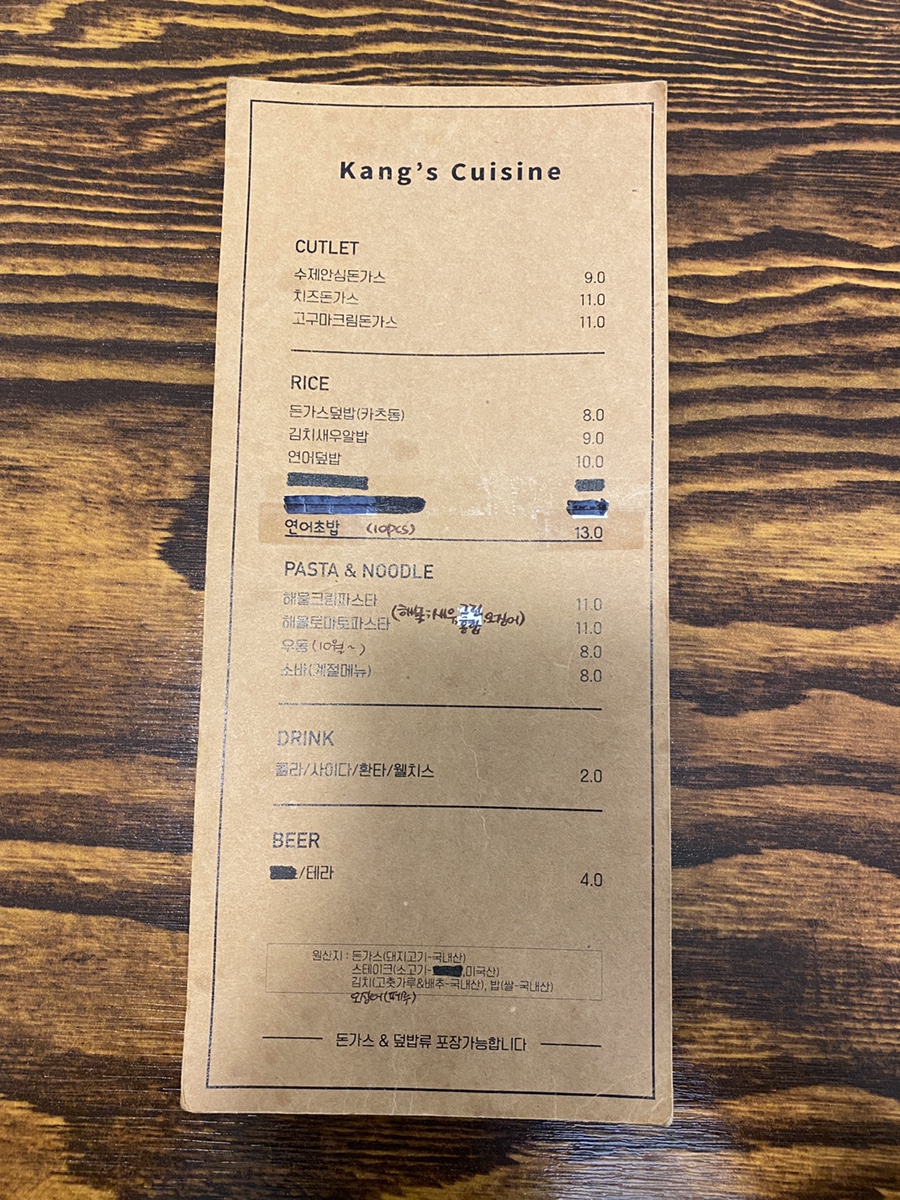 Kang's Cuisine
CUTLET
수제안심돈가스 9.0
치즈돈가스 11.0
고구마크림돈가스 11.0
RICE
돈가스덮밥(카츠동) 8.0
김치새우알밥 9.0
연어덮밥 10.0
연어초밥 (10pcs) 13.0
PASTA & NOODLE
해물크림파스타 11.0
(해물:새우, 홍합, 오징어)
해물토마토파스타 11.0
우동(10월~) 8.0
소바(계절메뉴) 8.0
DRINK
콜라/사이다/환타/웰치스 2.0
BEER
/테라 4.0
원산지 : 돈가스(돼지고기-국내산)
스테이크(소고기- ,미국산)
김치(고춧가루&배추-국내산), 밥(쌀-국내산)
오징어(페루)
돈가스 & 덮밥류 포장가능합니다